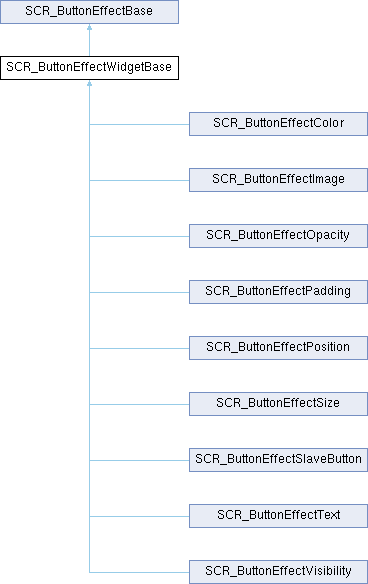 SCR_ButtonEffectBase
SCR_ButtonEffectWidgetBase
SCR_ButtonEffectColor
SCR_ButtonEffectImage
SCR_ButtonEffectOpacity
SCR_ButtonEffectPadding
SCR_ButtonEffectPosition
SCR_ButtonEffectSize
SCR_ButtonEffectSlaveButton
SCR_ButtonEffectText
SCR_ButtonEffectVisibility